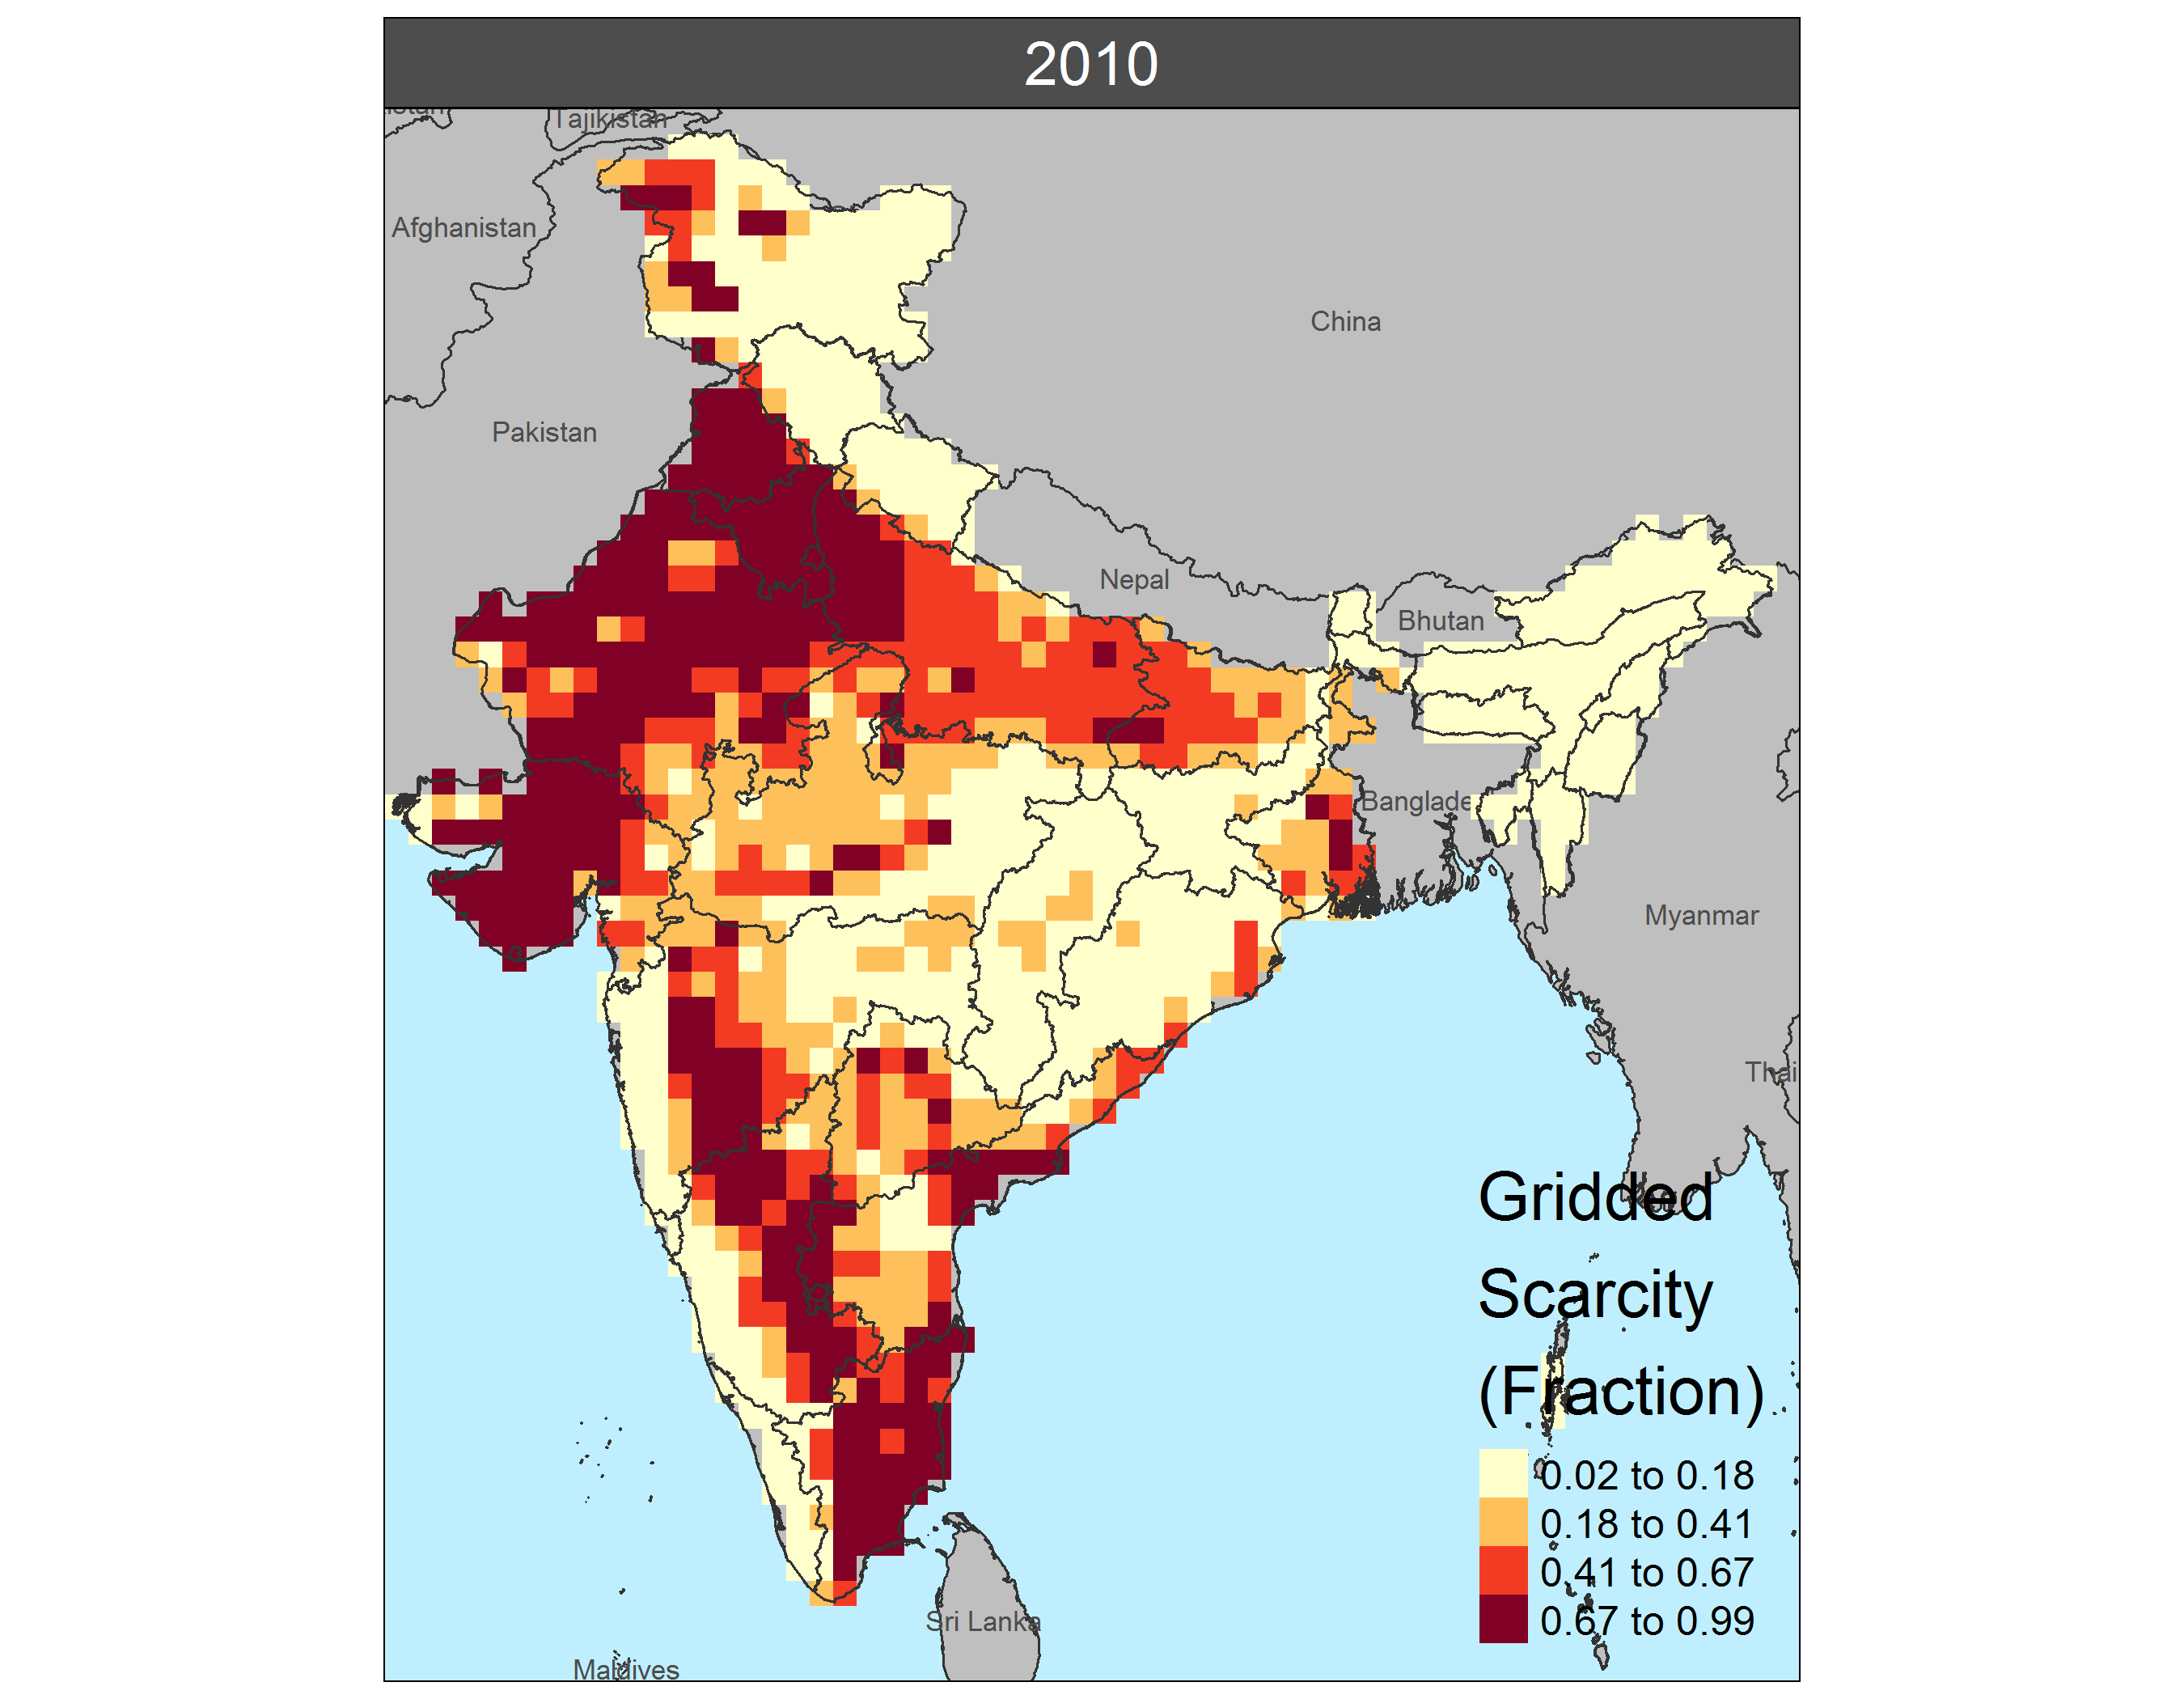 2010
Tajikistan
Afghanistan
China
Pakistan
Nepal
Bhutan
Banglade
Myanmar
Thai
Gridded
Scarcity
(Fraction)
0.02 to 0.18
0.18 to 0.41
0.41 to 0.67
0.67 to 0.99
Sri Lanka
Maldives